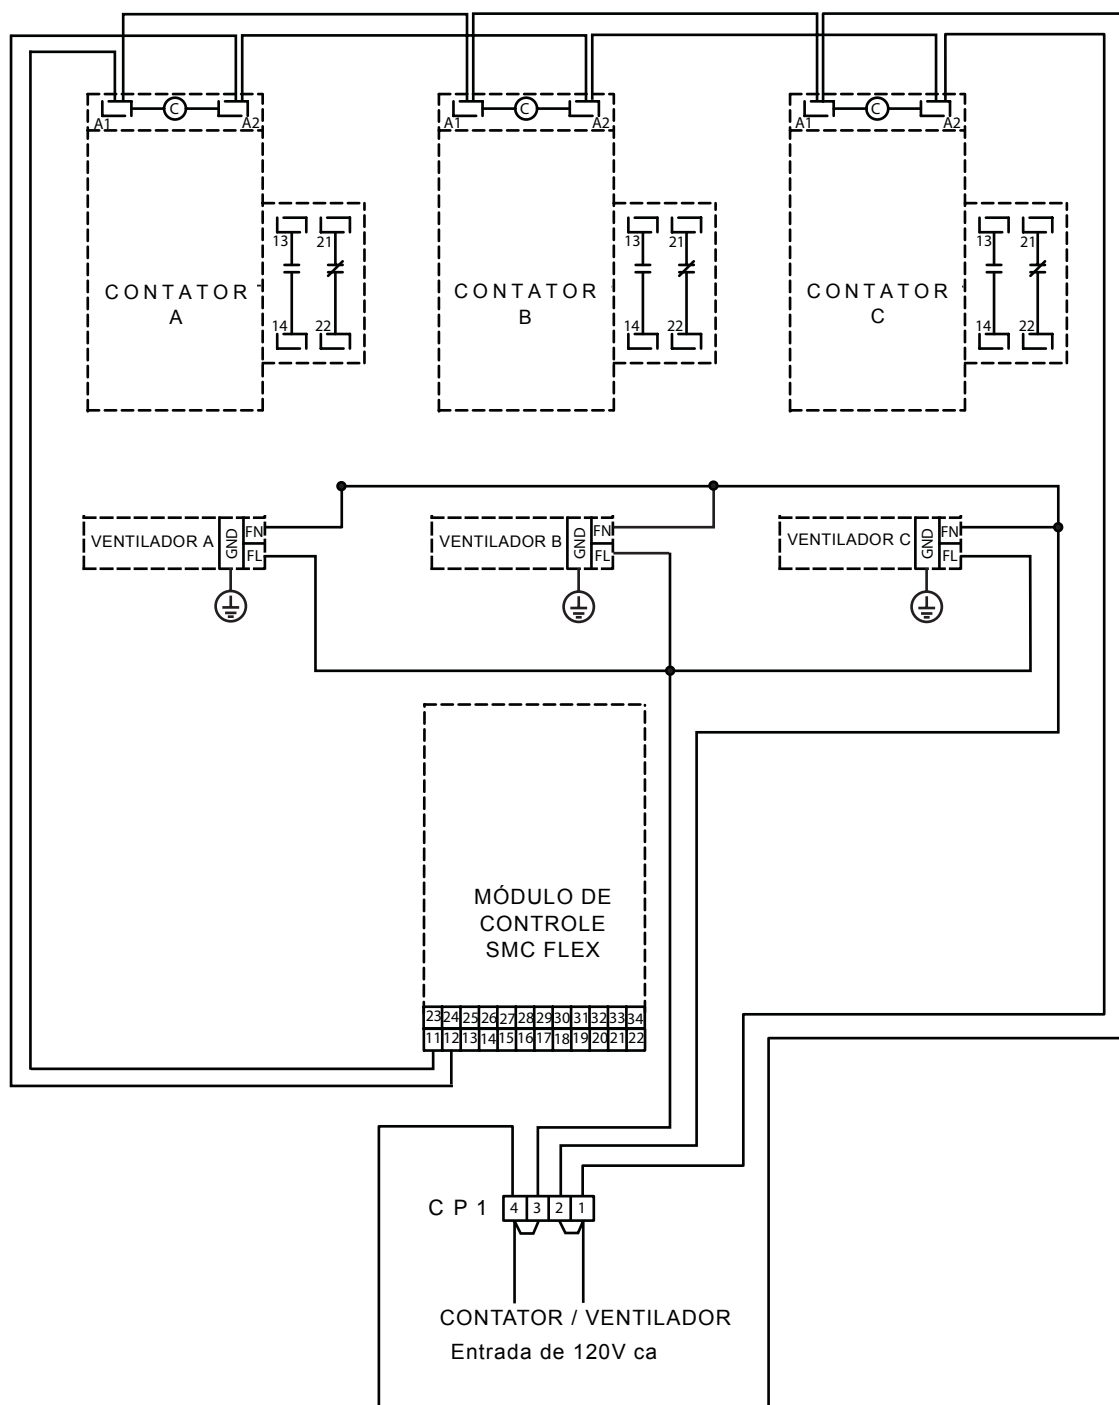 C C C
A1 A2 A1 A2 A1 A2
13 21 13 21 13 21
CONTATOR CONTATOR CONTATOR
A B C
14 22 14 22 14 22
VENTILADOR A GND FN FL
VENTILADOR B GND FN FL
VENTILADOR C GND FN FL
MÓDULO DE
CONTROLE
SMC FLEX
23 24 25 26 27 28 29 30 31 32 33 34
11 12 13 14 15 16 17 18 19 20 21 22
CP1 4 3 2 1
CONTATOR / VENTILADOR
Entrada de 120V ca